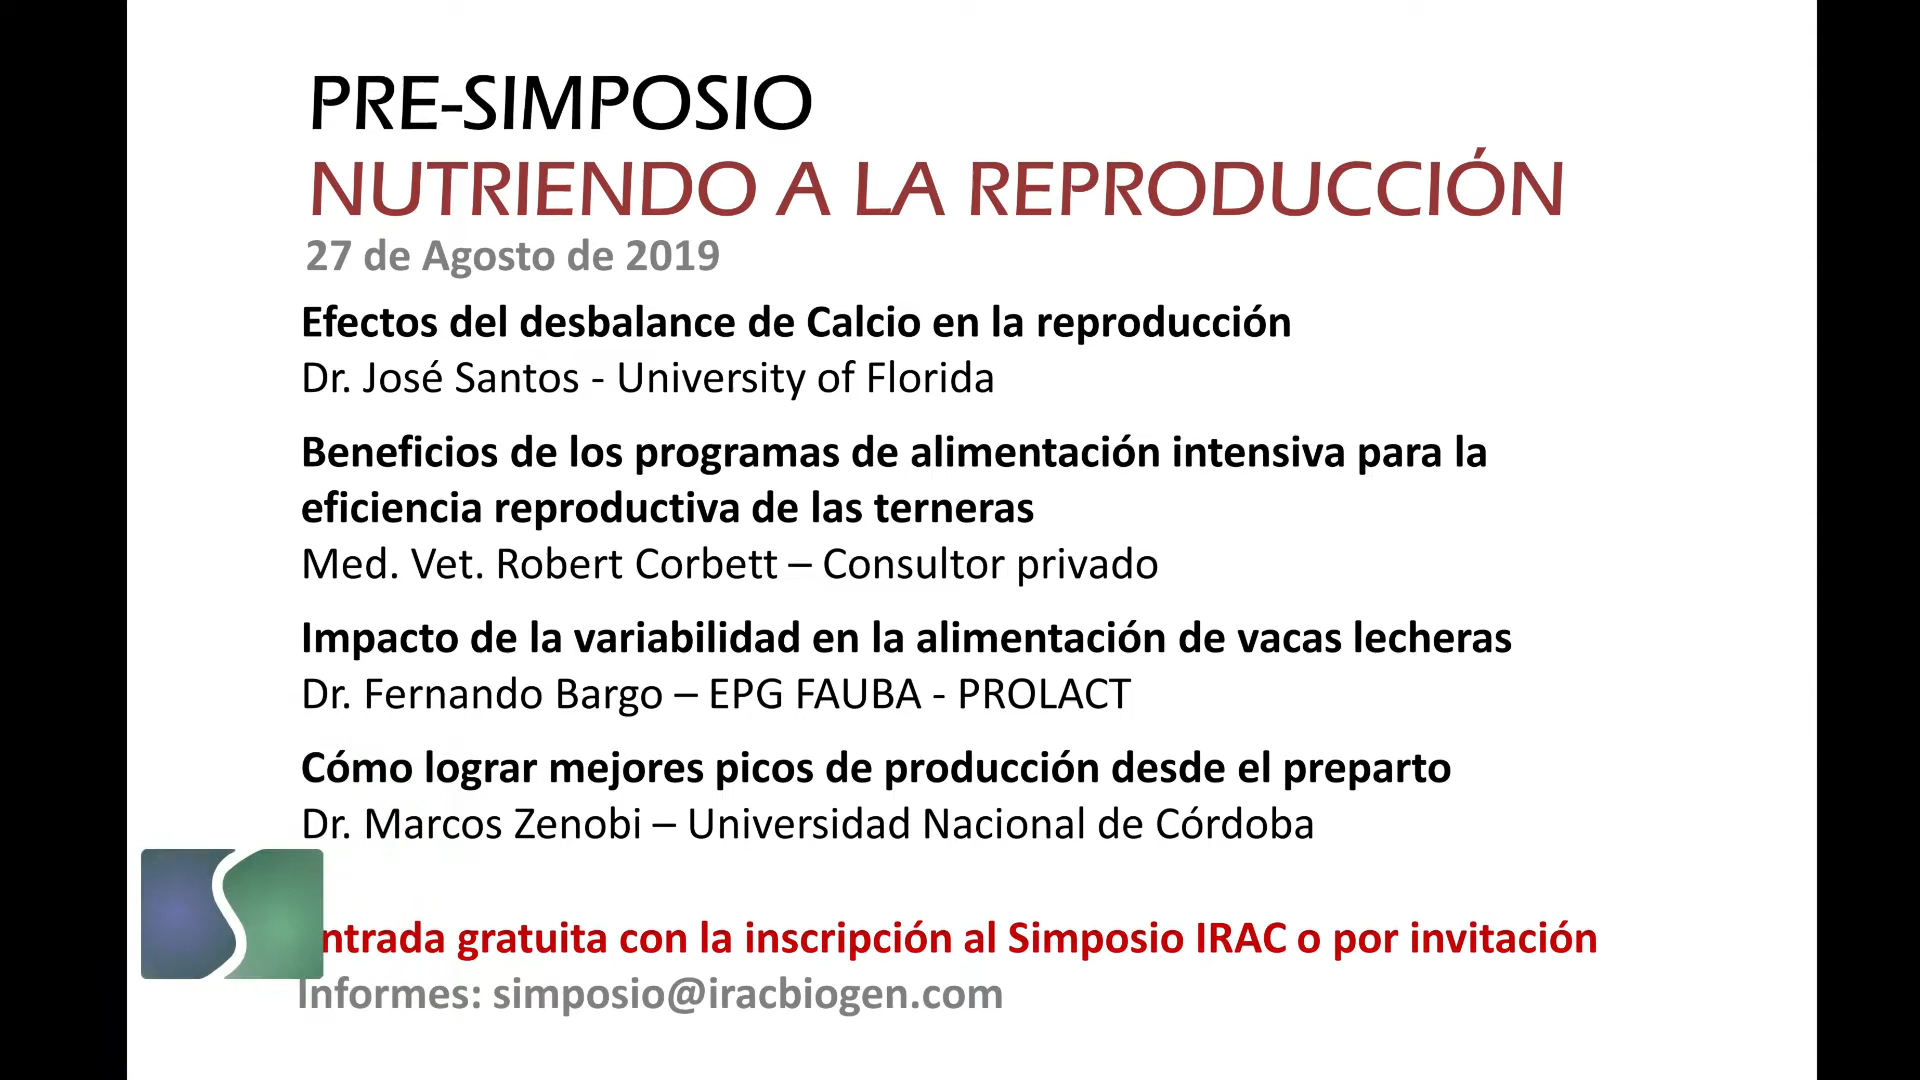 PRE-SIMPOSIO
NUTRIENDO A LA REPRODUCCIÓN
27 de Agosto de 2019
Efectos del desbalance de Calcio en la reproducción
Dr. José Santos - University of Florida
Beneficios de los programas de alimentación intensiva para la
eficiencia reproductiva de las terneras
Med. Vet. Robert Corbett – Consultor privado
Impacto de la variabilidad en la alimentación de vacas lecheras
Dr. Fernando Bargo – EPG FAUBA - PROLACT
Cómo lograr mejores picos de producción desde el preparto
Dr. Marcos Zenobi – Universidad Nacional de Córdoba
ntrada gratuita con la inscripción al Simposio IRAC o por invitación
Informes: simposio@iracbiogen.com